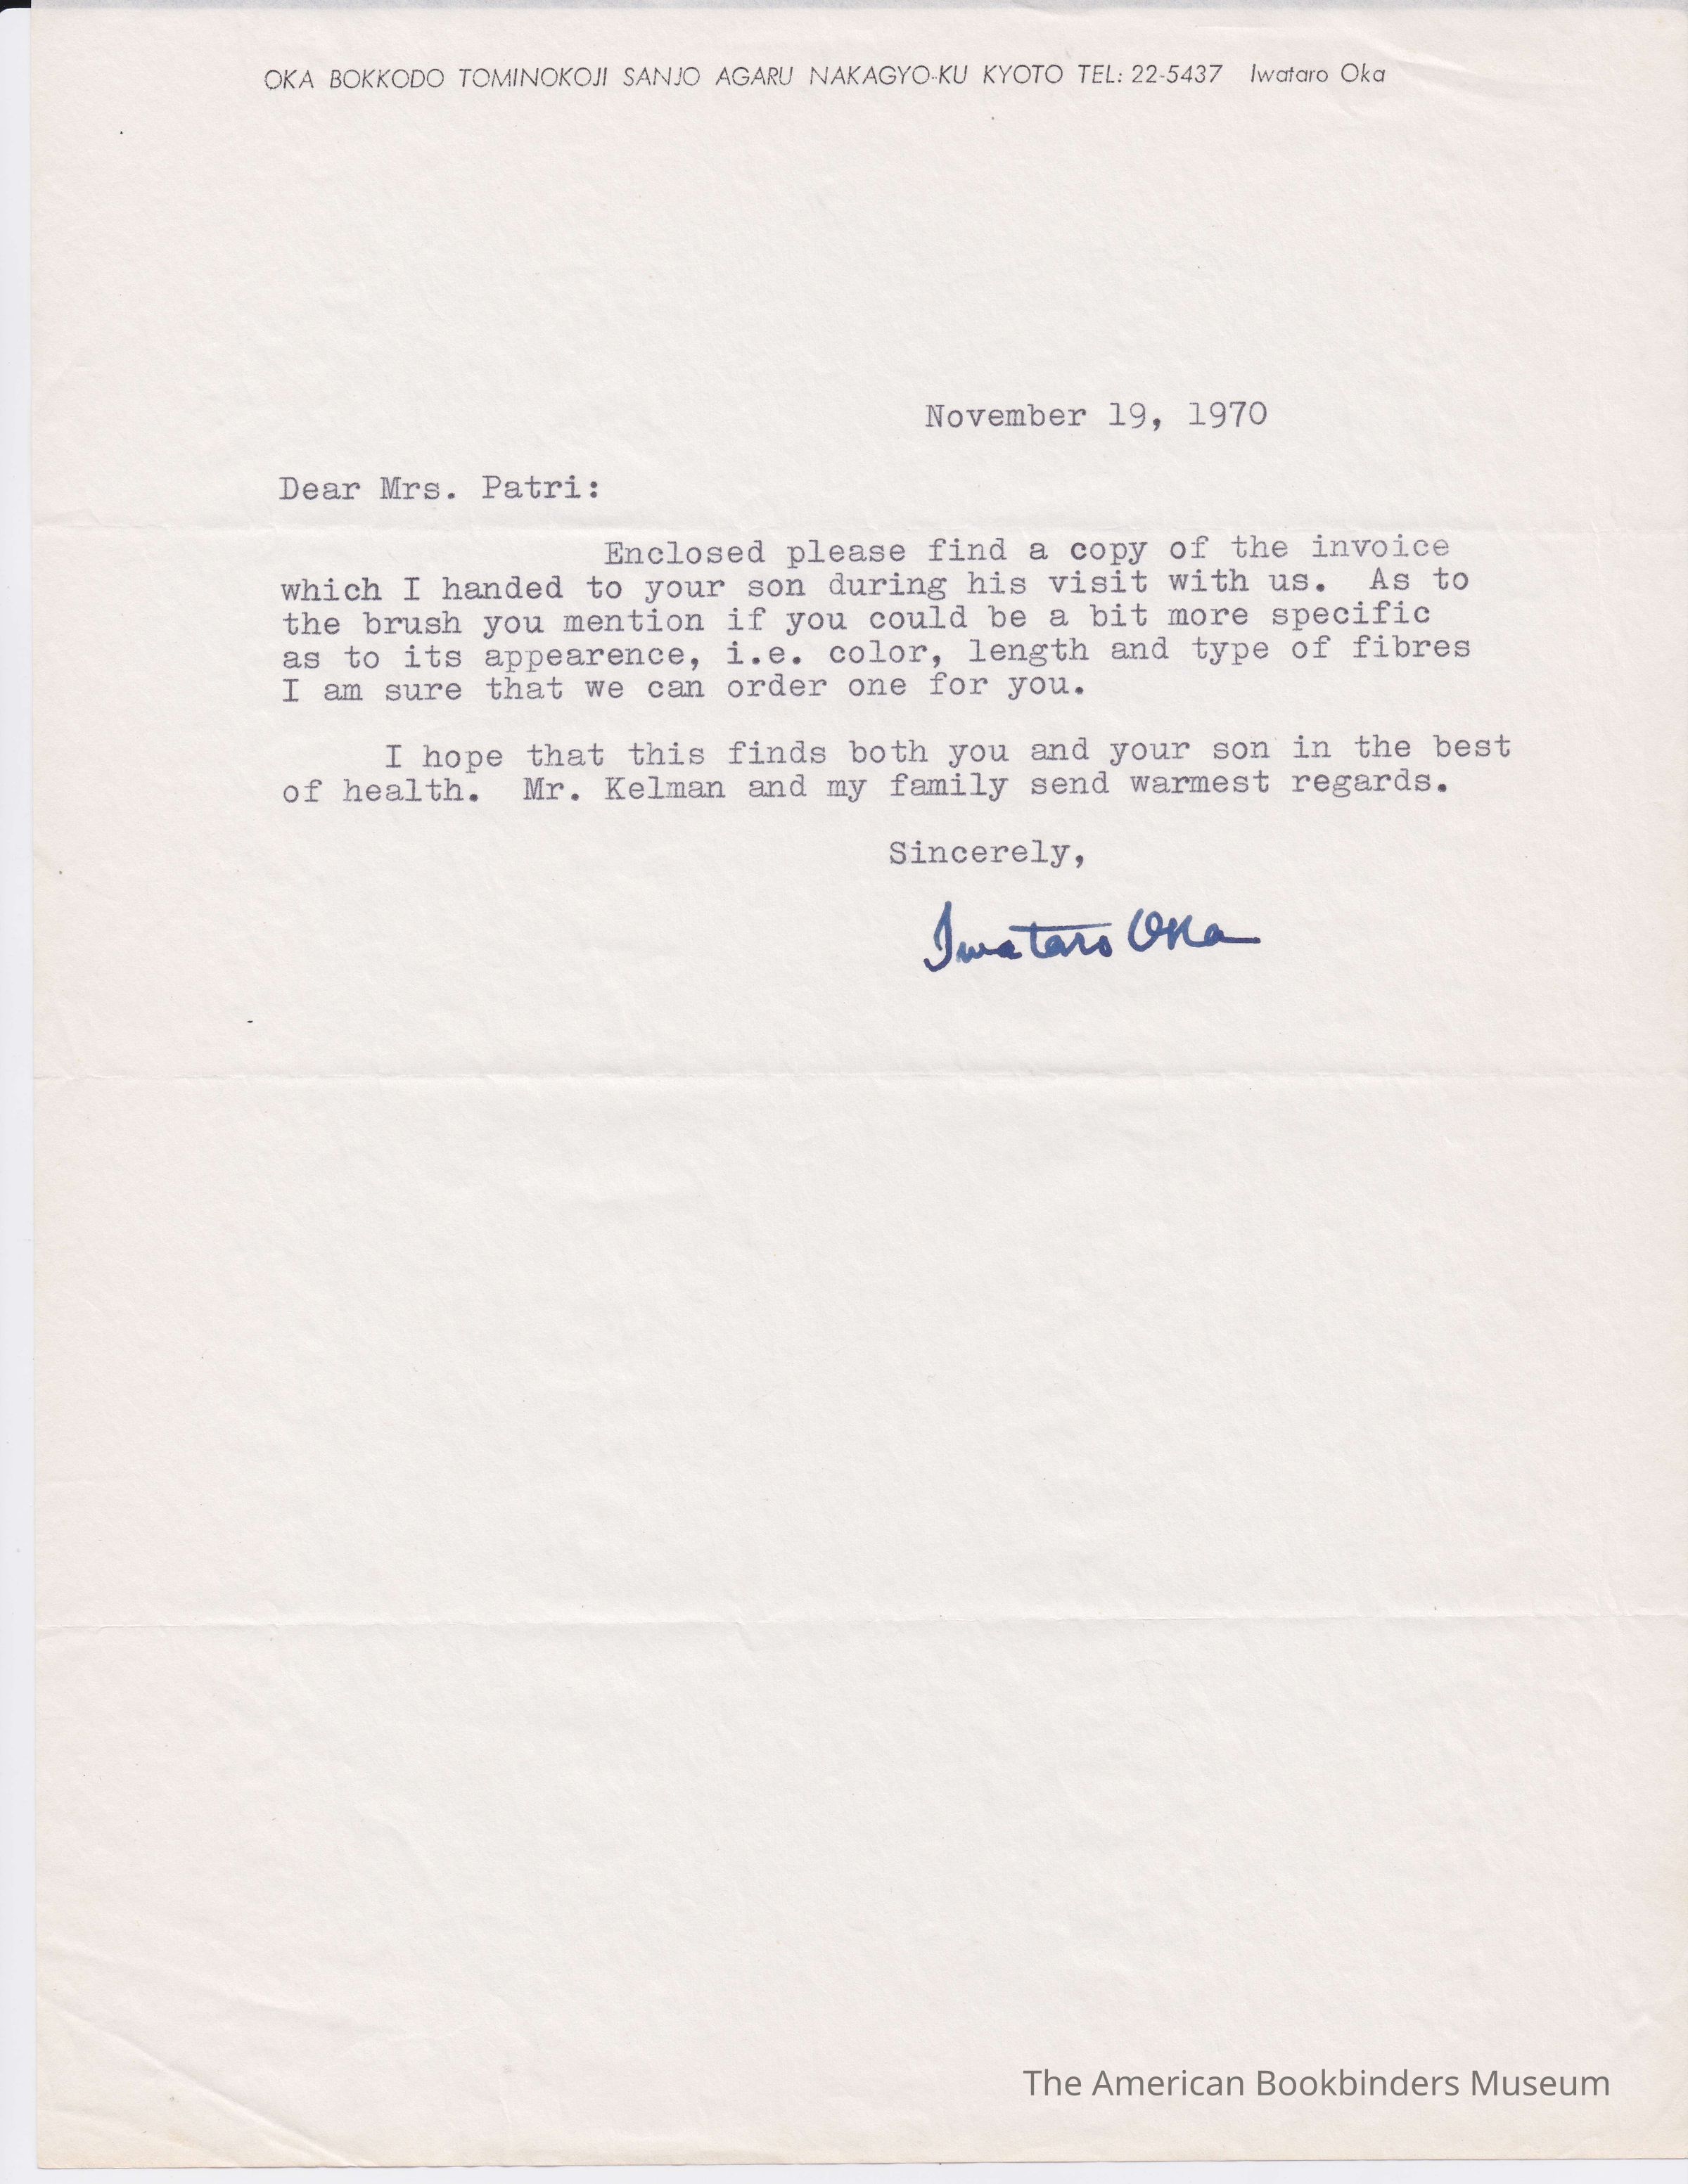 OKA BOKKODO TOMINOKOJI SANJO AGARU NAKAGYO-KU KYOTO TEL: 22-5437 Iwataro Oka
November 19, 1970
Dear Mrs. Patri:
Enclosed please find a copy of the invoice
which I handed to your son during his visit with us. As to
the brush you mention if you could be a bit more specific
as to its appearence, i.e. color, length and type of fibres
I am sure that we can order one for you.
I hope that this finds both you and your son in the best
of health. Mr. Kelman and my family send warmest regards.
Sincerely,
Iwataro Oka
The American Bookbinders Museum